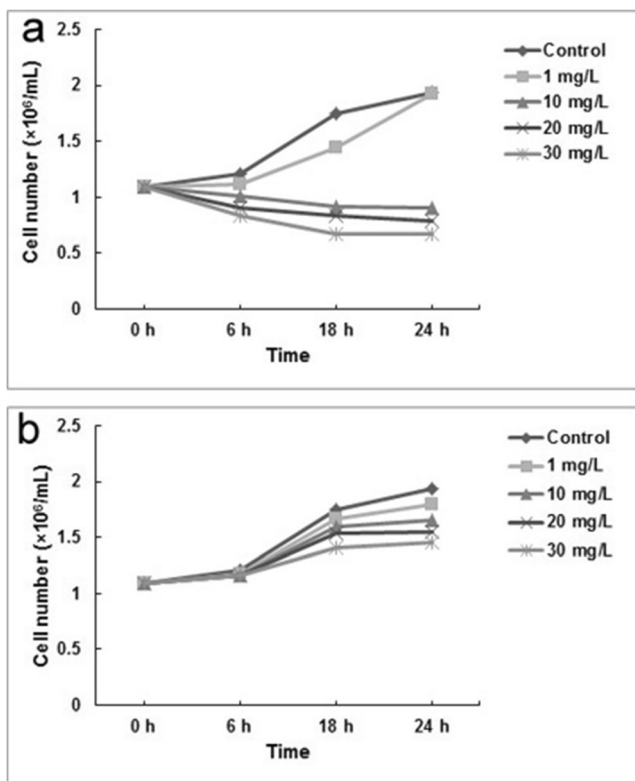 a
2.5
2
1.5
1
0.5
0
Cell number (×10⁶/mL)
0 h 6 h 18 h 24 h
Time
Control
1 mg/L
10 mg/L
20 mg/L
30 mg/L
b
2.5
2
1.5
1
0.5
0
Cell number (×10⁶/mL)
0 h 6 h 18 h 24 h
Time
Control
1 mg/L
10 mg/L
20 mg/L
30 mg/L